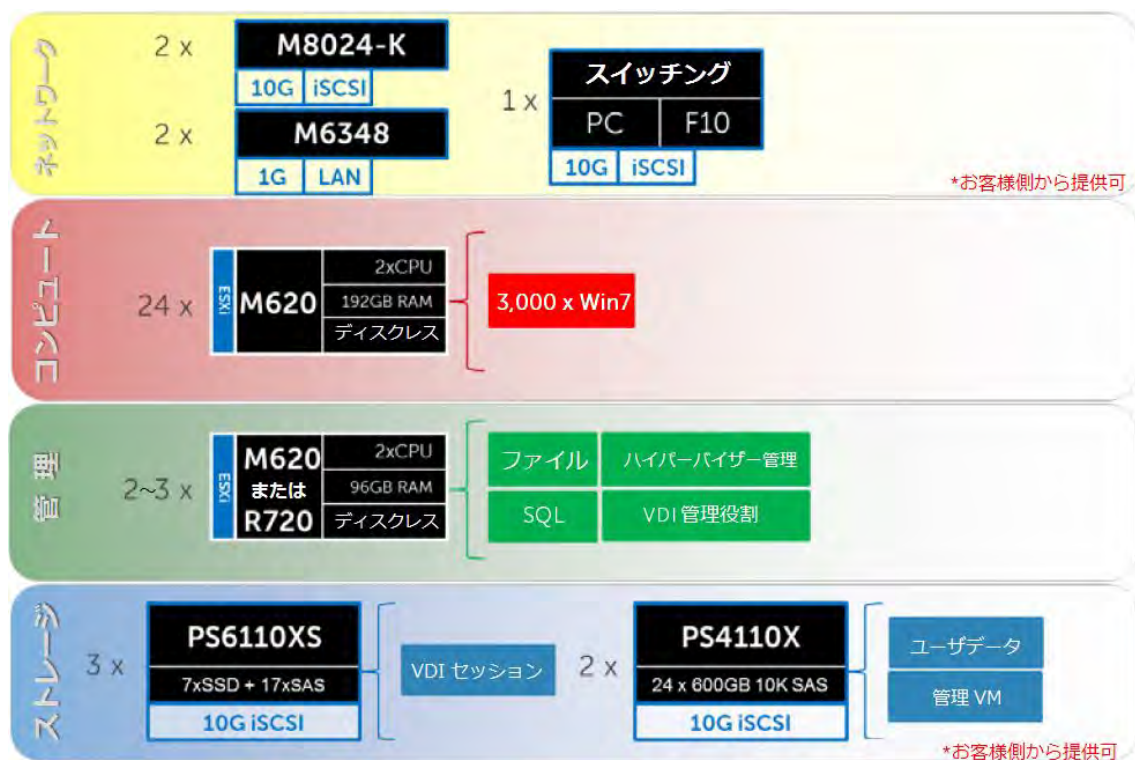 ネットワーク
2 x
M8024-K
10G iSCSI
2 x
M6348
1G LAN
1 x
スイッチング
PC F10
10G iSCSI
*お客様側から提供可
コンピュート
24 x
ESXi
M620
2xCPU
192GB RAM
ディスクレス
3,000 x Win7
管理
2~3 x
ESXi
M620
または
R720
2xCPU
96GB RAM
ディスクレス
ファイル
ハイパーバイザー管理
SQL
VDI 管理役割
ストレージ
3 x
PS6110XS
7xSSD + 17xSAS
10G iSCSI
VDI セッション
2 x
PS4110X
24 x 600GB 10K SAS
10G iSCSI
ユーザデータ
管理 VM
*お客様側から提供可